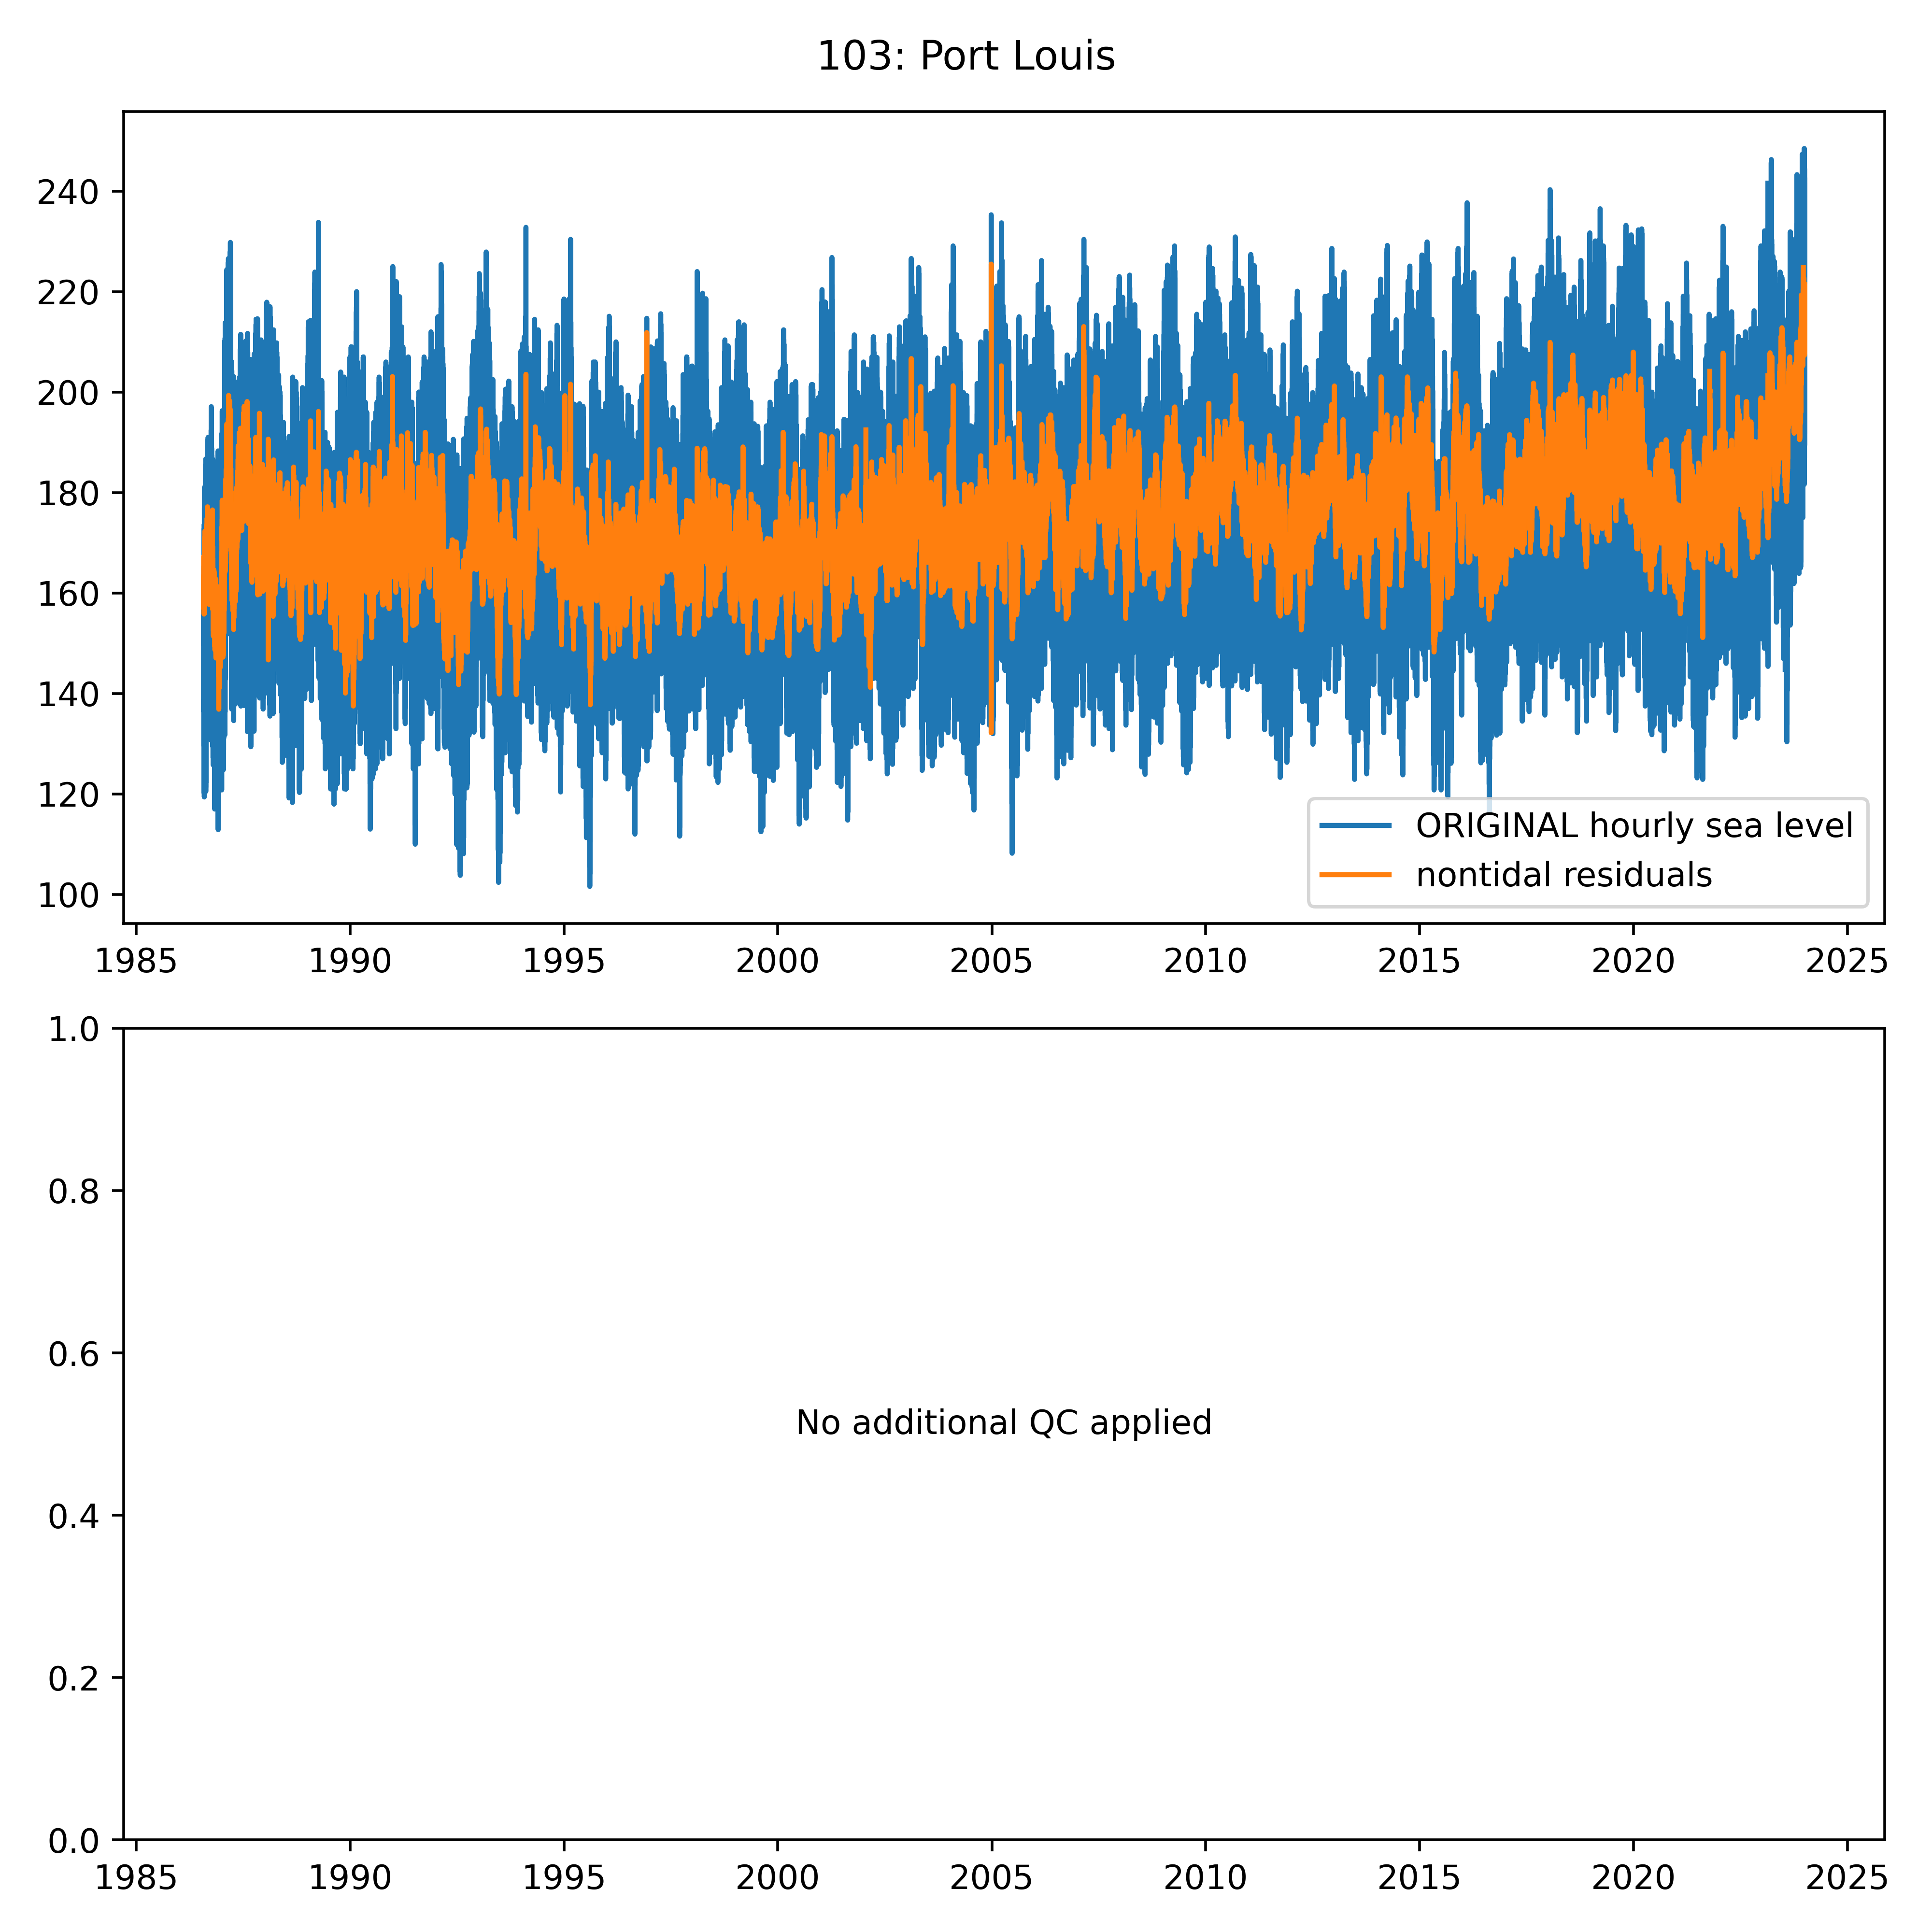 103: Port Louis
240
220
200
180
160
140
120
100
ORIGINAL hourly sea level
nontidal residuals
1985 1990 1995 2000 2005 2010 2015 2020 2025
1.0
0.8
0.6
No additional QC applied
0.4
0.2
0.0
1985 1990 1995 2000 2005 2010 2015 2020 2025